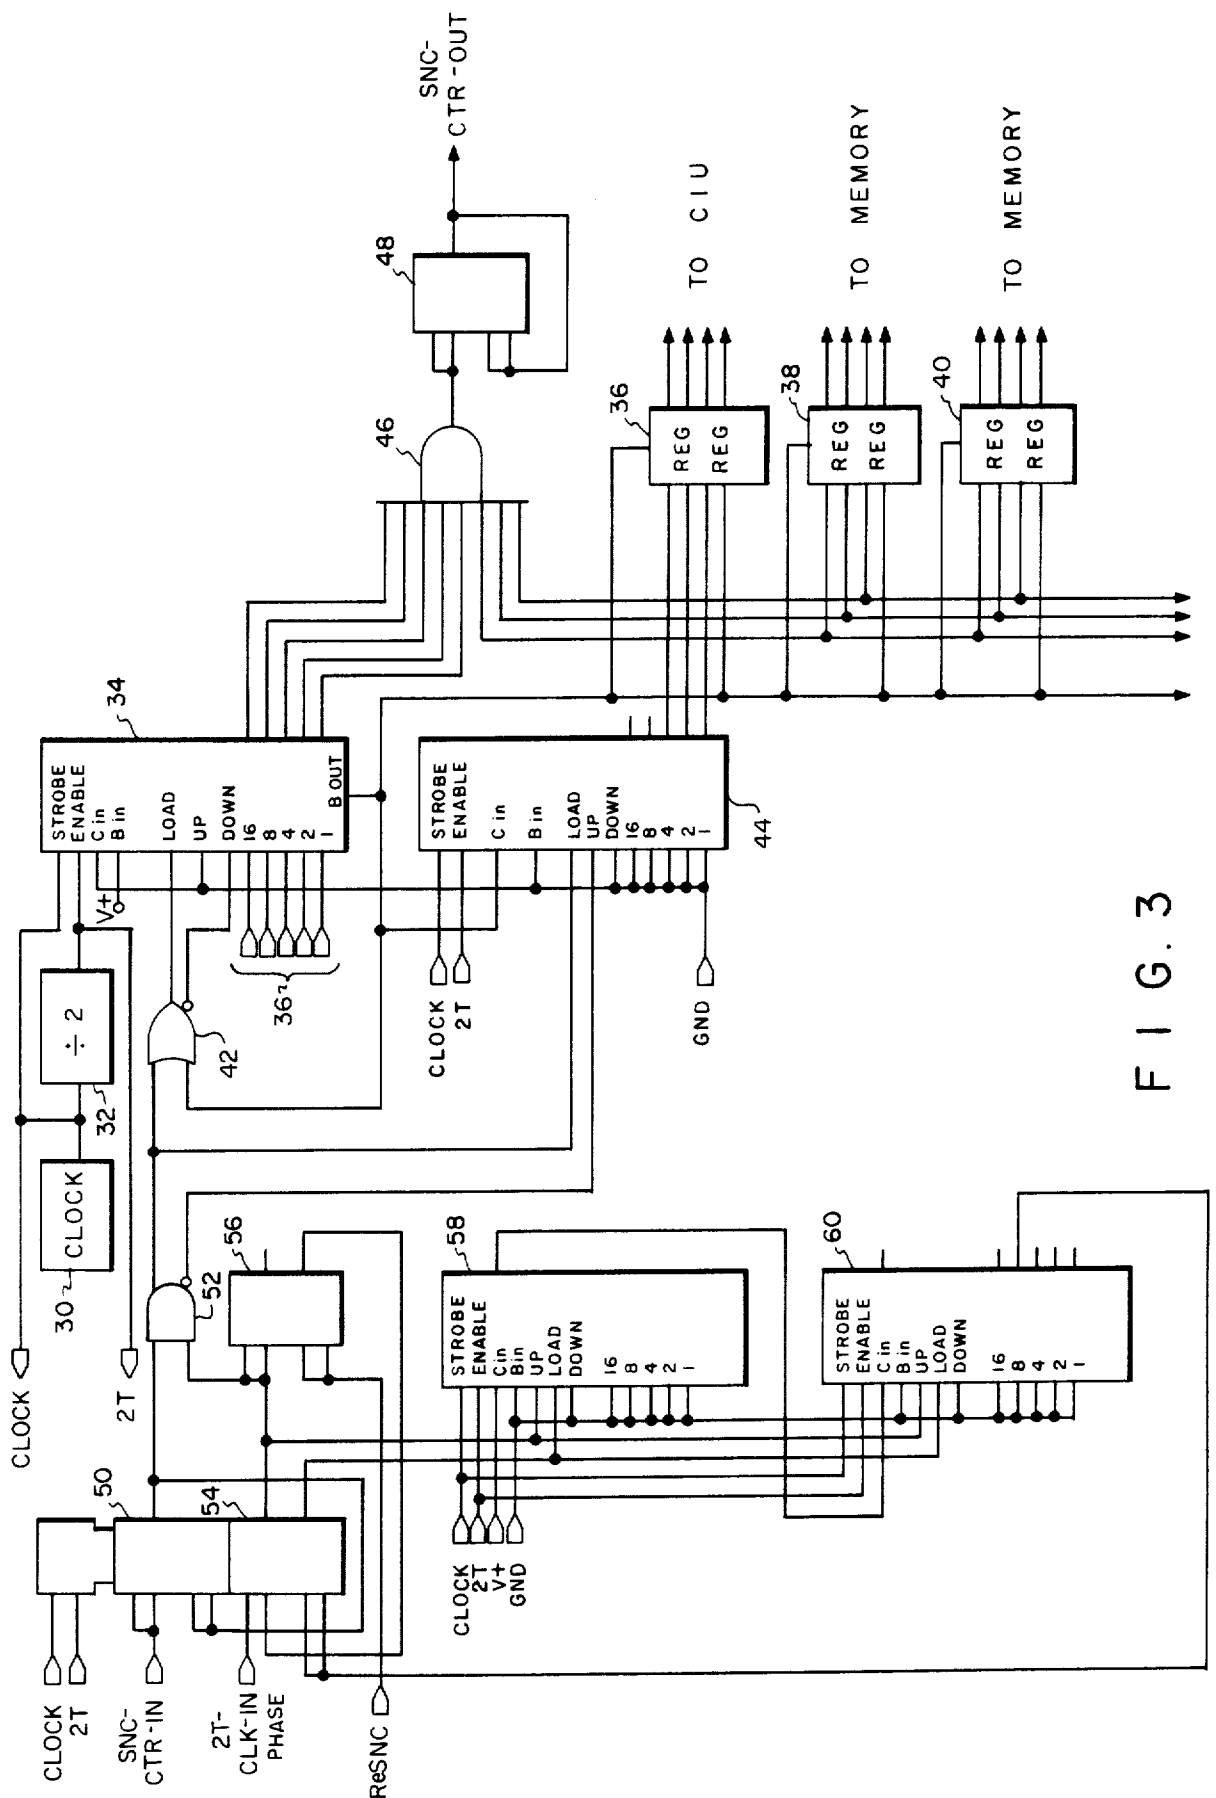 CLOCK
2T
30
CLOCK
32
÷ 2
34
STROBE
ENABLE
C in
B in
LOAD
UP
DOWN
16
8
4
2
1
B OUT
V+
36
42
46
48
SNC-
CTR-OUT
CLOCK
2T
SNC-
CTR-IN
2T-
CLK-IN
PHASE
ReSNC
50
54
52
56
CLOCK
2T
GND
STROBE
ENABLE
C in
B in
LOAD
UP
DOWN
16
8
4
2
1
44
36
REG
REG
TO CIU
38
REG
REG
TO MEMORY
40
REG
REG
TO MEMORY
CLOCK
2T
V+
GND
58
STROBE
ENABLE
Cin
Bin
UP
LOAD
DOWN
16
8
4
2
1
60
STROBE
ENABLE
C in
B in
UP
LOAD
DOWN
16
8
4
2
1
FIG. 3